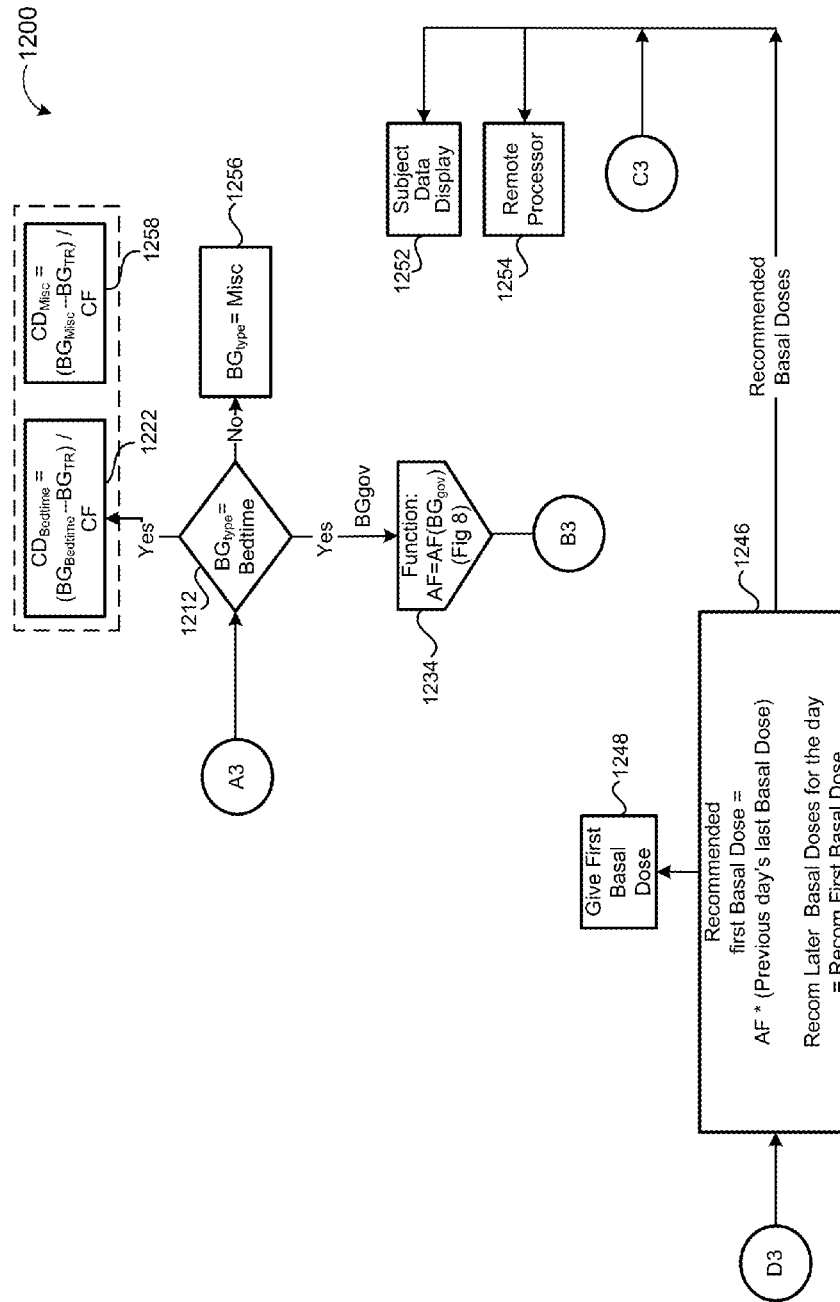 1200
CD_Bedtime =
(BG_Bedtime--BG_TR) /
CF
1222
CD_Misc =
(BG_Misc--BG_TR) /
CF
1258
Yes
BG_type=
Bedtime
1212
No
BG_type= Misc
1256
A3
Yes
BGgov
Function:
AF=AF(BG_gov)
(Fig 8)
1234
B3
Subject
Data
Display
1252
Remote
Processor
1254
C3
Recommended
Basal Doses
Give First
Basal
Dose
1248
1246
Recommended
first Basal Dose =
AF * (Previous day's last Basal Dose)
Recom Later Basal Doses for the day
= Recom First Basal Dose
D3